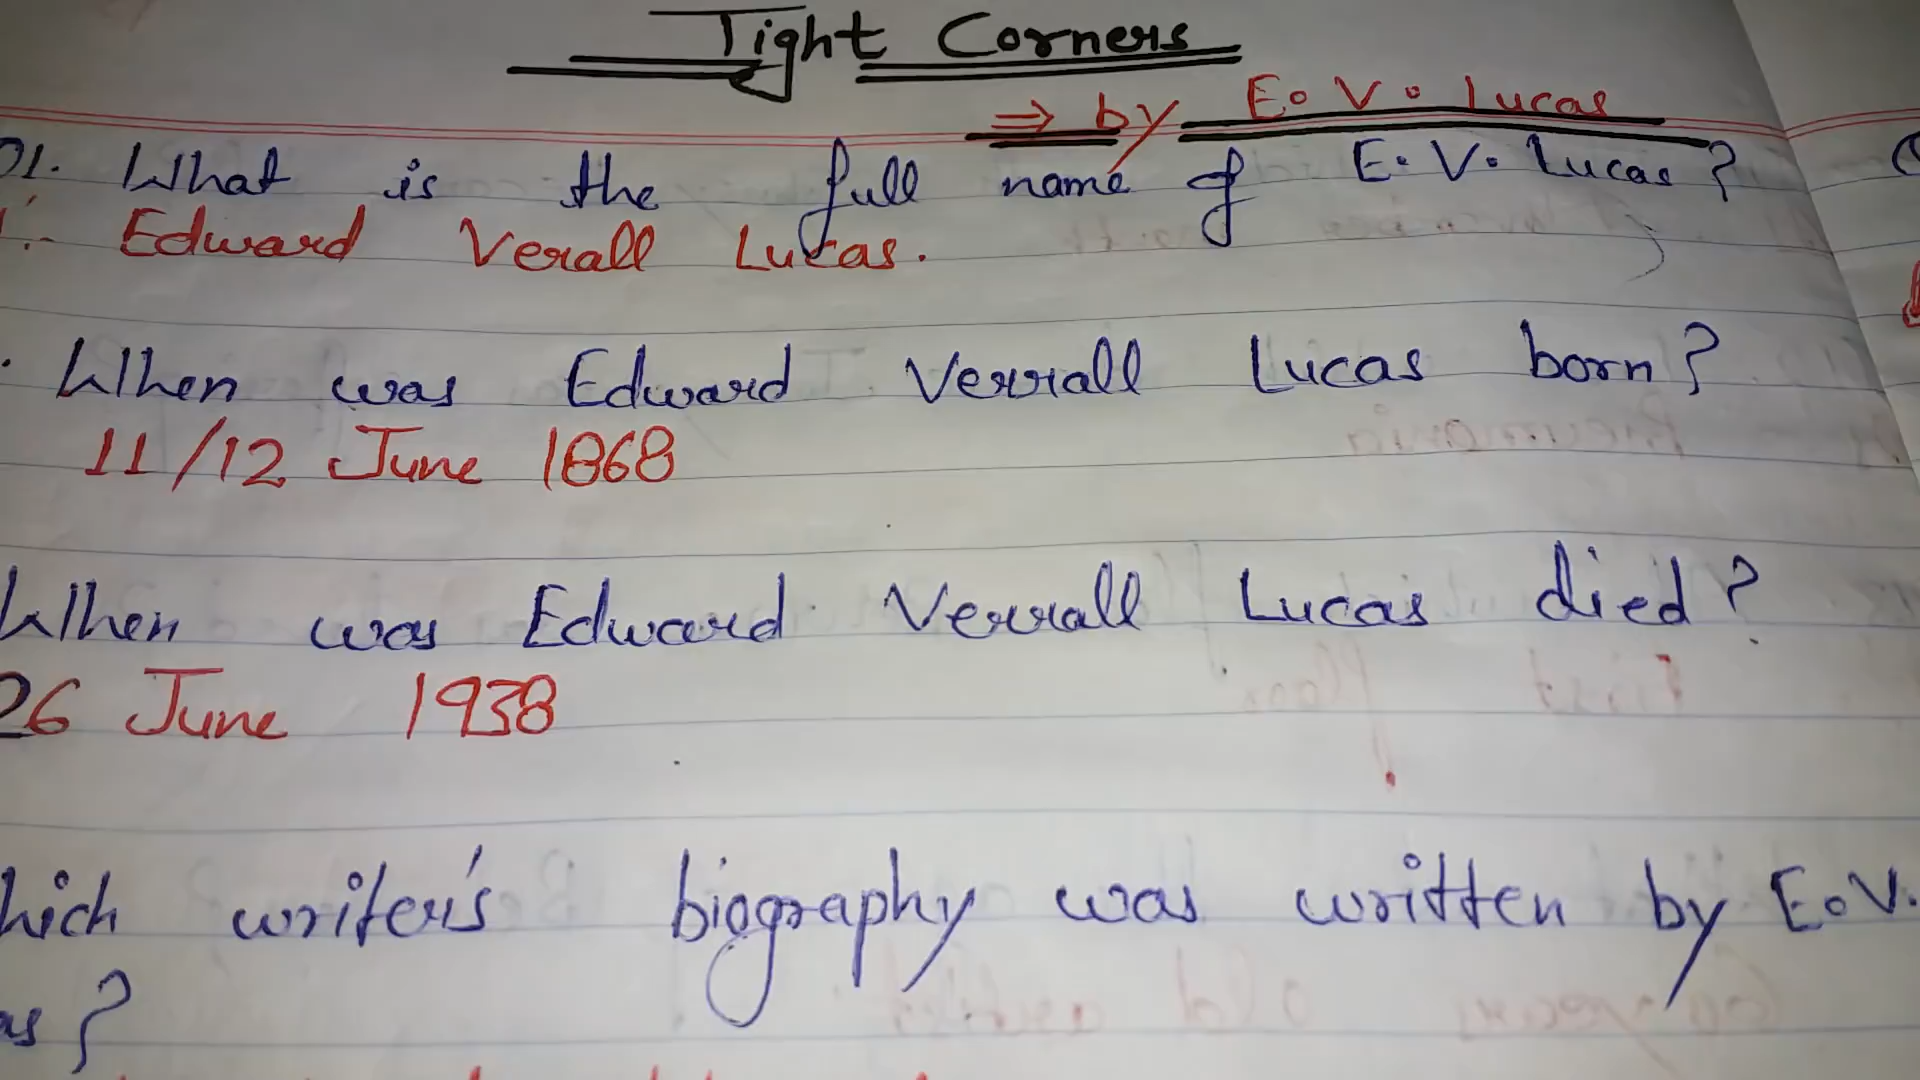 Tight Corners
⇒ by E. V. Lucas
01. What is the full name of E. V. Lucas?
Edward Verall Lucas.
When was Edward Verrall Lucas born?
11/12 June 1868
When was Edward Verrall Lucas died?
26 June 1938
hich writer's biography was written by E.V.
as?